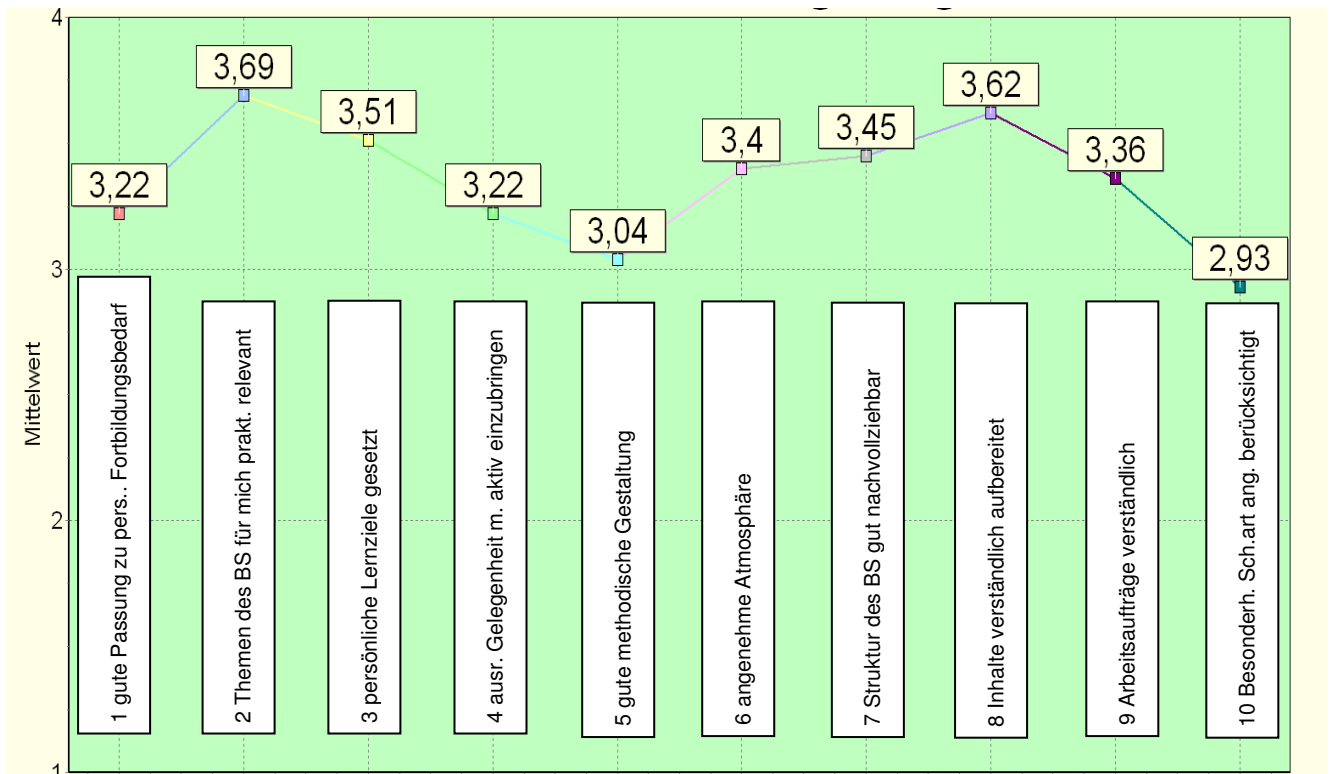 4
3
2
1
Mittelwert
3,22
3,69
3,51
3,22
3,04
3,4
3,45
3,62
3,36
2,93
1 gute Passung zu pers.. Fortbildungsbedarf
2 Themen des BS für mich prakt. relevant
3 persönliche Lernziele gesetzt
4 ausr. Gelegenheit m. aktiv einzubringen
5 gute methodische Gestaltung
6 angenehme Atmosphäre
7 Struktur des BS gut nachvollziehbar
8 Inhalte verständlich aufbereitet
9 Arbeitsaufträge verständlich
10 Besonderh. Sch.art ang. berücksichtigt